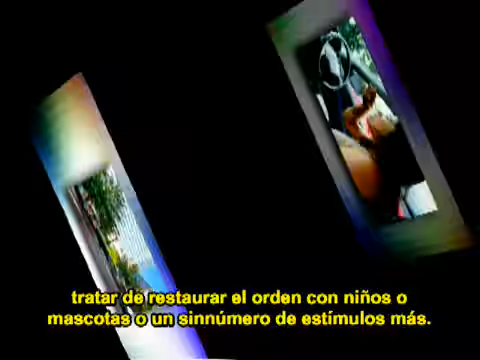 tratar de restaurar el orden con niños o
mascotas o un sinnúmero de estímulos más.